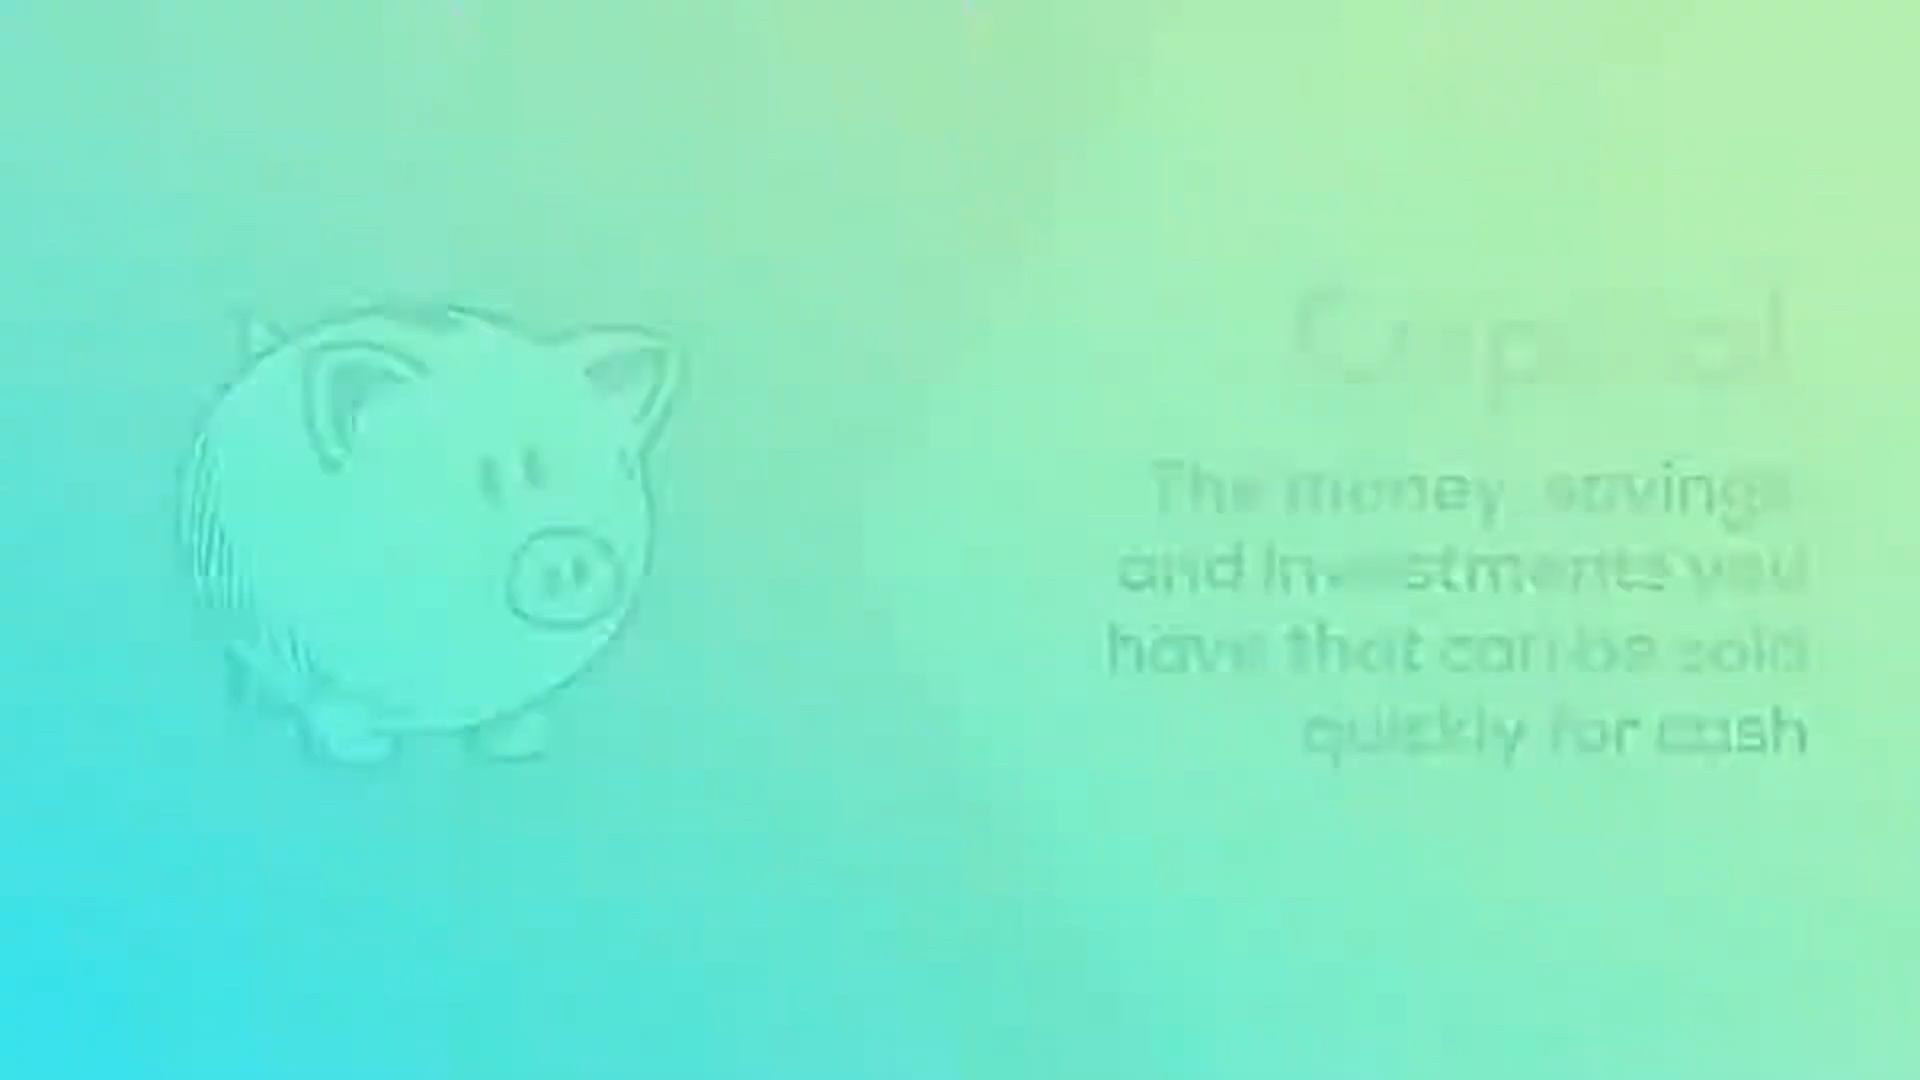 Capital
The money, savings
and investments you
have that can be sold
quickly for cash